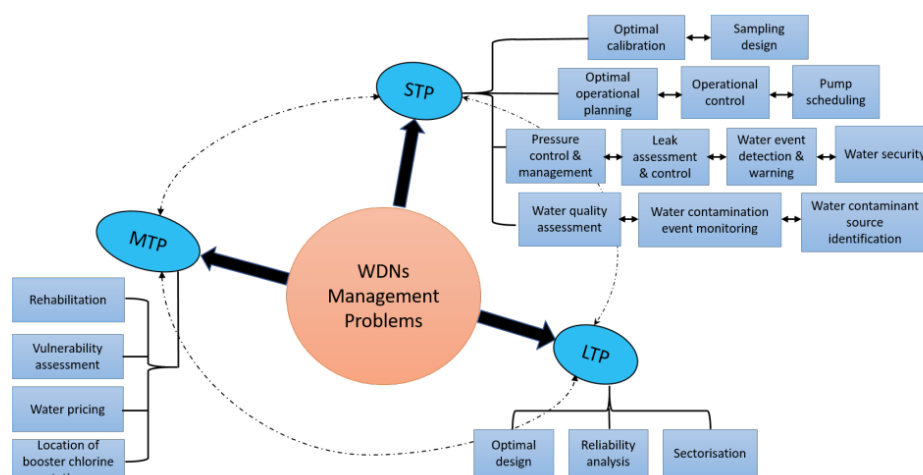 STP
Optimal
calibration
Sampling
design
Optimal
operational
planning
Operational
control
Pump
scheduling
Pressure
control &
management
Leak
assessment
& control
Water event
detection &
warning
Water security
Water quality
assessment
Water contamination
event monitoring
Water contaminant
source
identification
MTP
WDNs
Management
Problems
Rehabilitation
Vulnerability
assessment
Water pricing
Location of
booster chlorine
LTP
Optimal
design
Reliability
analysis
Sectorisation